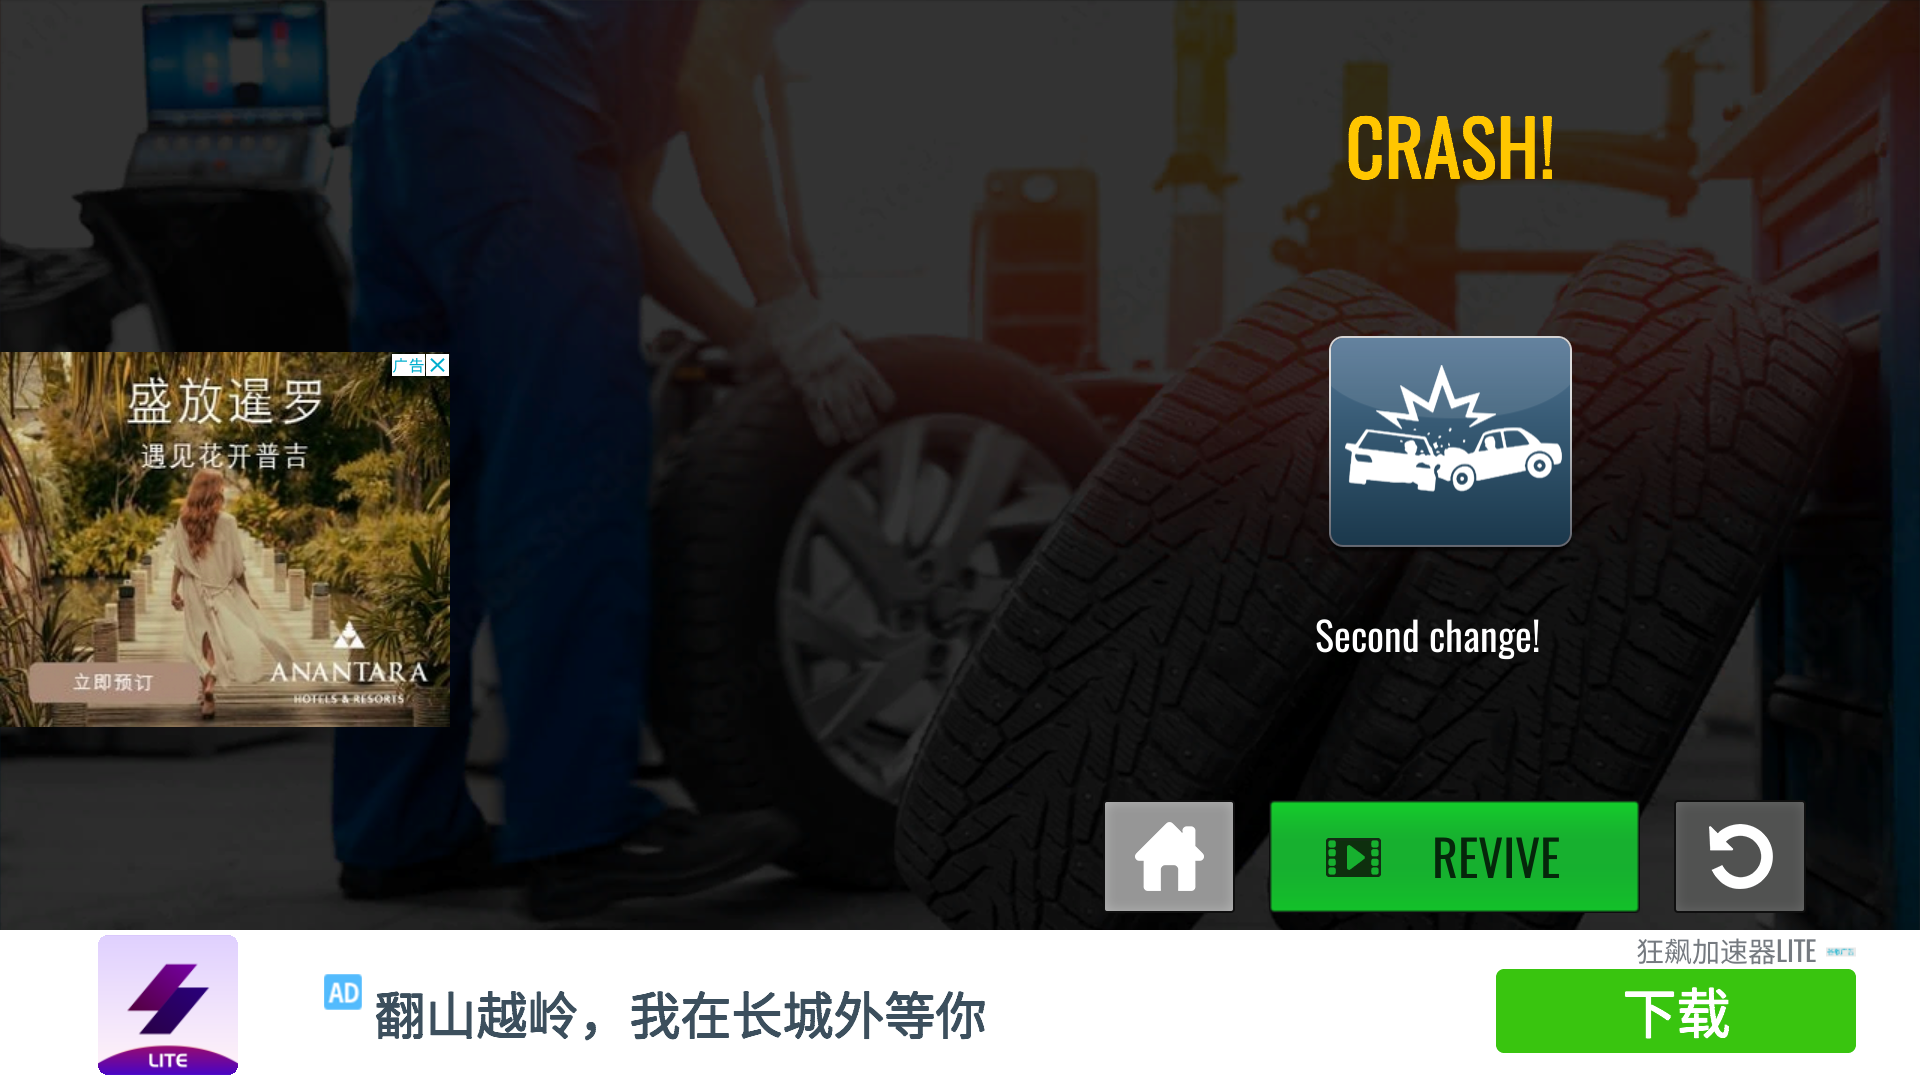 CRASH!
广告
盛放暹罗
遇见花开普吉
立即预订
ANANTARA
HOTELS & RESORTS
Second change!
REVIVE
LITE
AD
翻山越岭，我在长城外等你
狂飙加速器LITE
下载